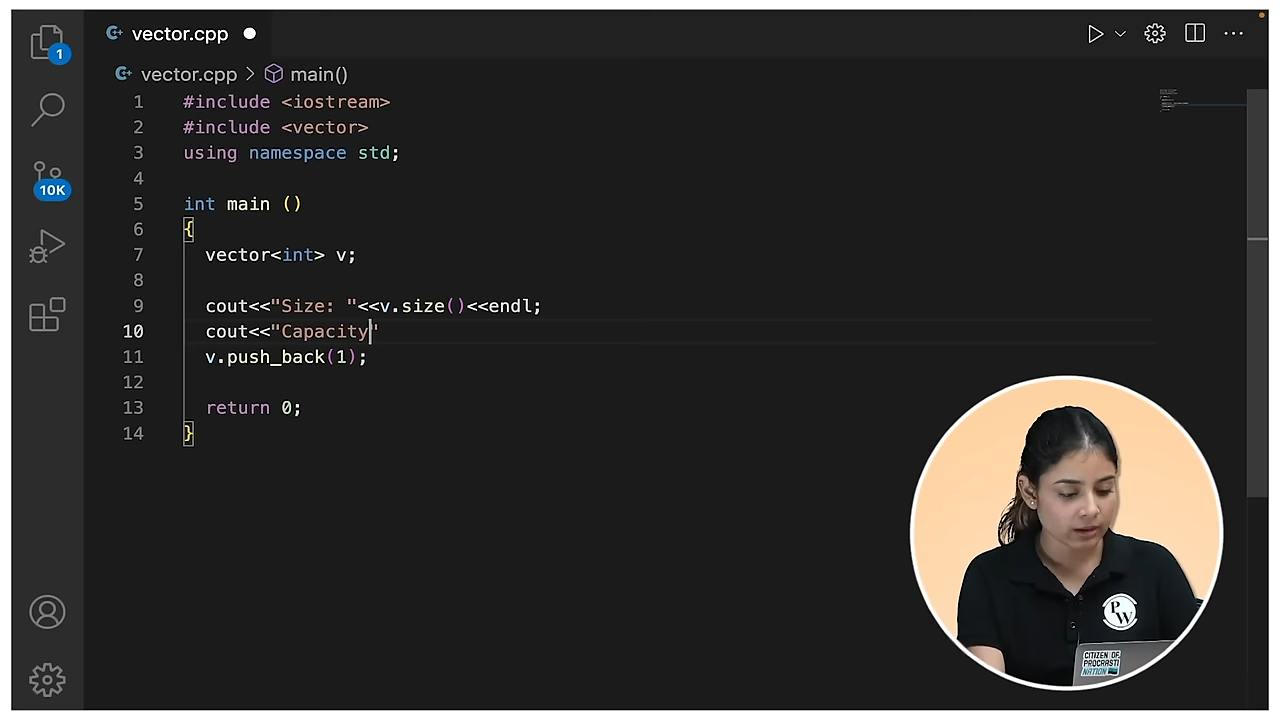 vector.cpp
1
vector.cpp > main()
1 #include <iostream>
2 #include <vector>
3 using namespace std;
4
5 int main ()
6 {
7 vector<int> v;
8
9 cout<<"Size: "<<v.size()<<endl;
10 cout<<"Capacity"
11 v.push_back(1);
12
13 return 0;
14 }
10K
PW
CITIZEN OF
PROCRASTI
NATION